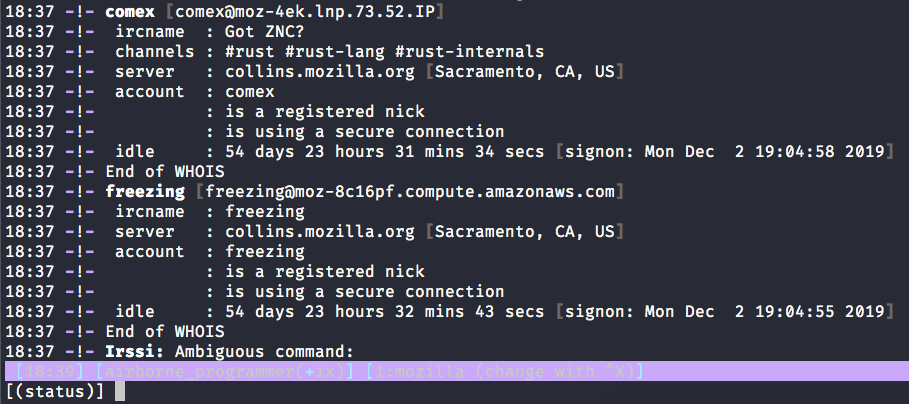 18:37 -!- comex [comex@moz-4ek.lnp.73.52.IP]
18:37 -!-  ircname  : Got ZNC?
18:37 -!-  channels : #rust #rust-lang #rust-internals
18:37 -!-  server   : collins.mozilla.org [Sacramento, CA, US]
18:37 -!-  account  : comex
18:37 -!-           : is a registered nick
18:37 -!-           : is using a secure connection
18:37 -!-  idle     : 54 days 23 hours 31 mins 34 secs [signon: Mon Dec  2 19:04:58 2019]
18:37 -!- End of WHOIS
18:37 -!- freezing [freezing@moz-8c16pf.compute.amazonaws.com]
18:37 -!-  ircname  : freezing
18:37 -!-  server   : collins.mozilla.org [Sacramento, CA, US]
18:37 -!-  account  : freezing
18:37 -!-           : is a registered nick
18:37 -!-           : is using a secure connection
18:37 -!-  idle     : 54 days 23 hours 32 mins 43 secs [signon: Mon Dec  2 19:04:55 2019]
18:37 -!- End of WHOIS
18:37 -!- Irssi: Ambiguous command:
[18:39] [airborne_programmer(+ix)] [1:mozilla (change with ^X)]
[(status)]